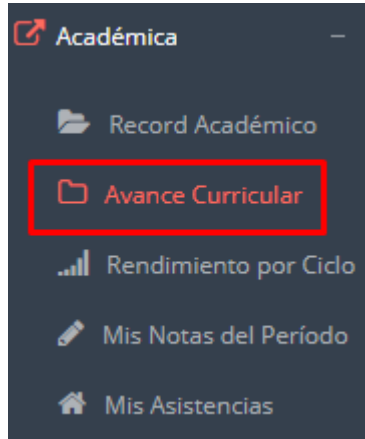 Académica
Record Académico
Avance Curricular
Rendimiento por Ciclo
Mis Notas del Período
Mis Asistencias